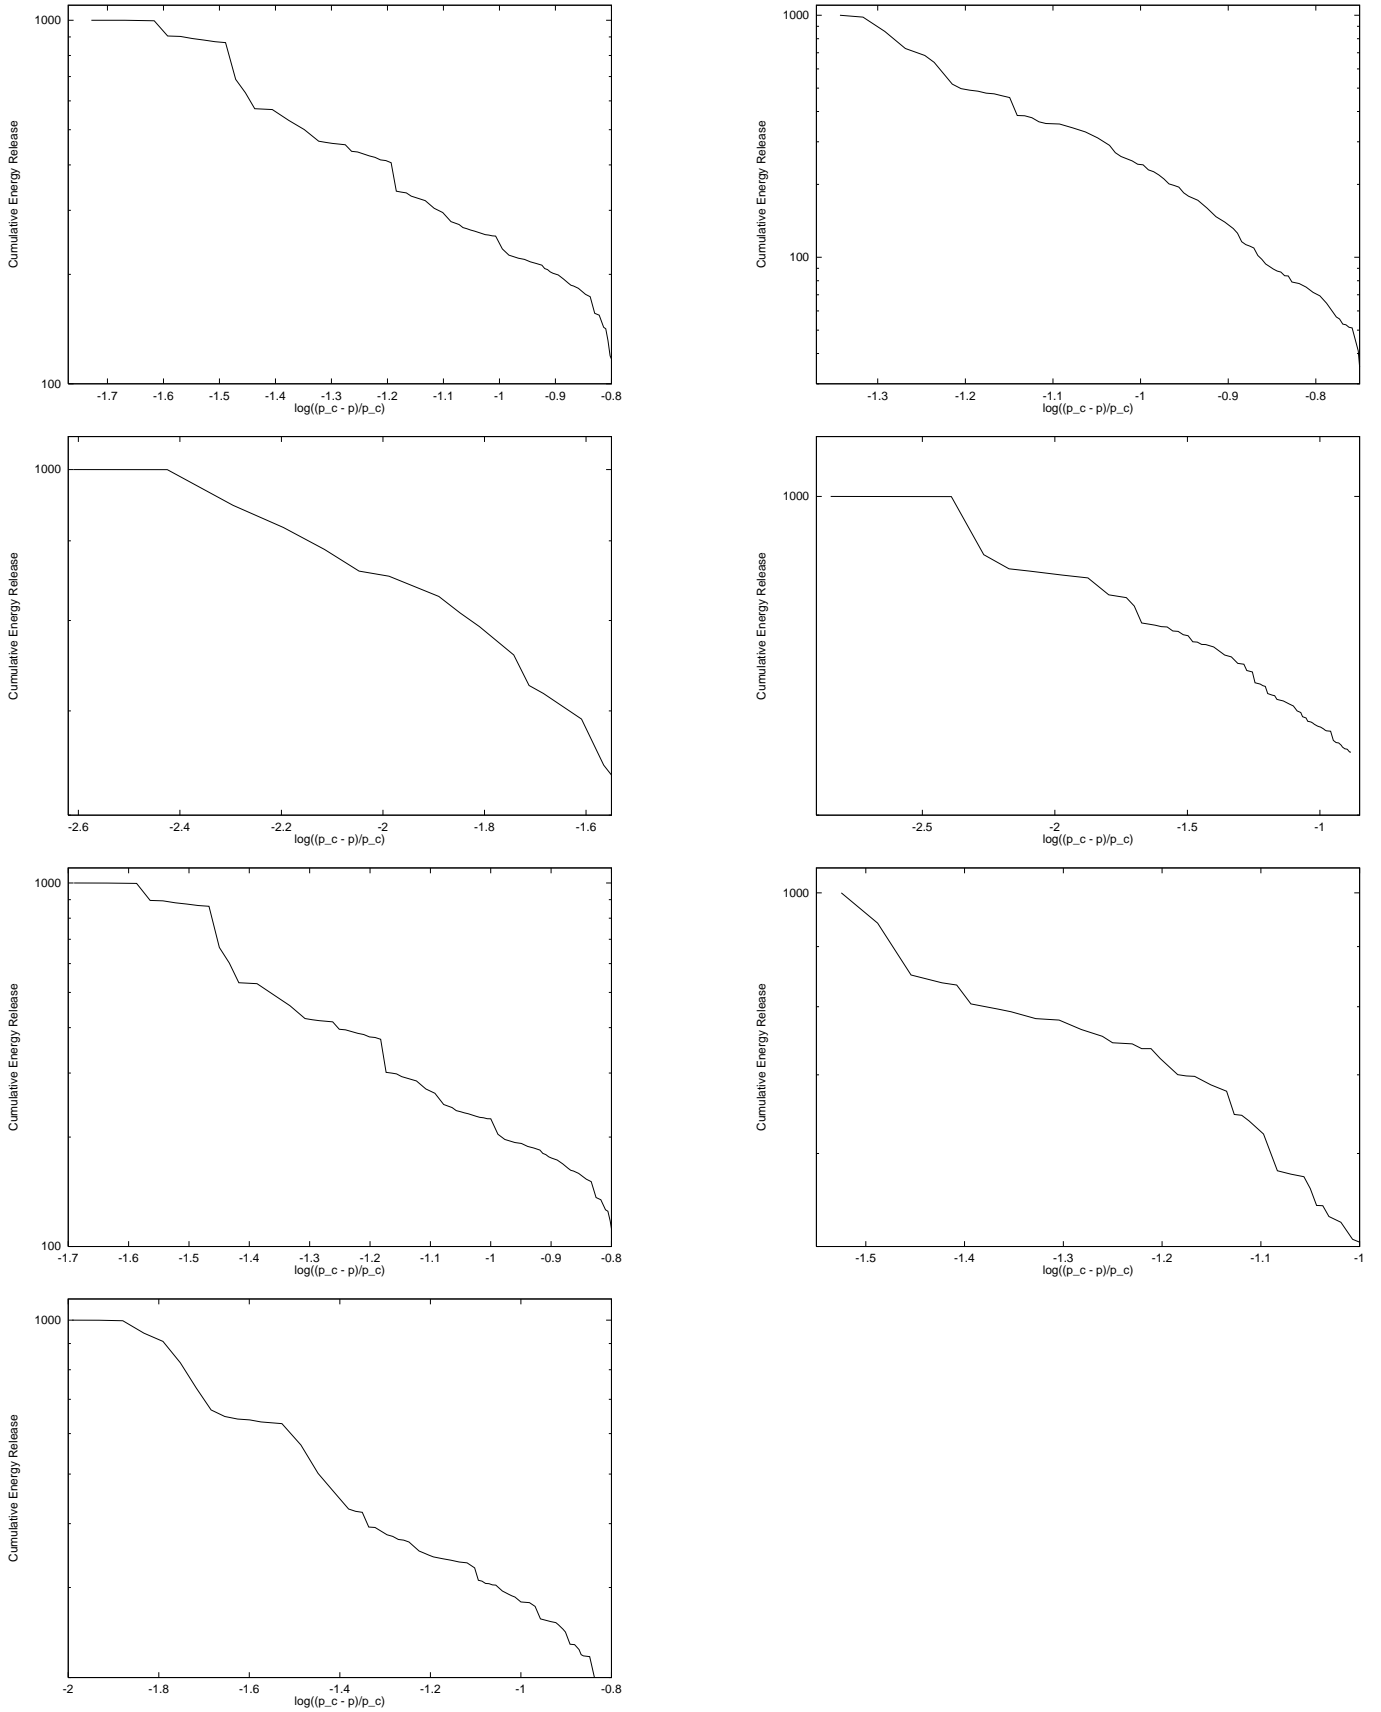 1000
Cumulative Energy Release
100
-1.7 -1.6 -1.5 -1.4 -1.3 -1.2 -1.1 -1 -0.9 -0.8
log((p_c - p)/p_c)
1000
Cumulative Energy Release
100
-1.3 -1.2 -1.1 -1 -0.9 -0.8
log((p_c - p)/p_c)
1000
Cumulative Energy Release
-2.6 -2.4 -2.2 -2 -1.8 -1.6
log((p_c - p)/p_c)
1000
Cumulative Energy Release
-2.5 -2 -1.5 -1
log((p_c - p)/p_c)
1000
Cumulative Energy Release
100
-1.7 -1.6 -1.5 -1.4 -1.3 -1.2 -1.1 -1 -0.9 -0.8
log((p_c - p)/p_c)
1000
Cumulative Energy Release
-1.5 -1.4 -1.3 -1.2 -1.1 -1
log((p_c - p)/p_c)
1000
Cumulative Energy Release
-2 -1.8 -1.6 -1.4 -1.2 -1 -0.8
log((p_c - p)/p_c)